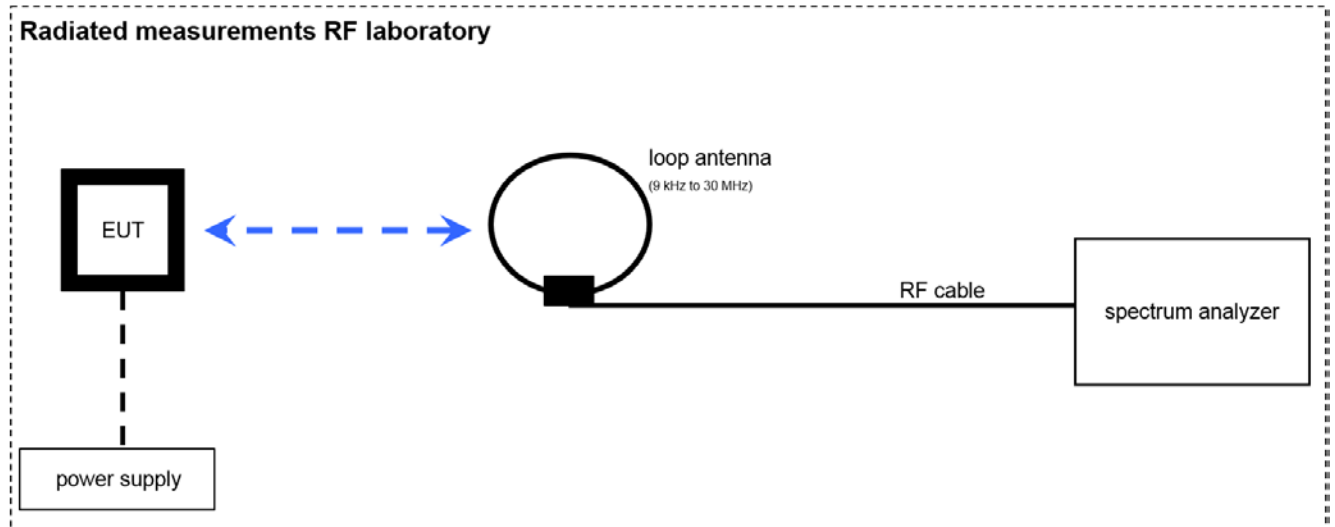 Radiated measurements RF laboratory
loop antenna
(9 kHz to 30 MHz)
EUT
RF cable
spectrum analyzer
power supply